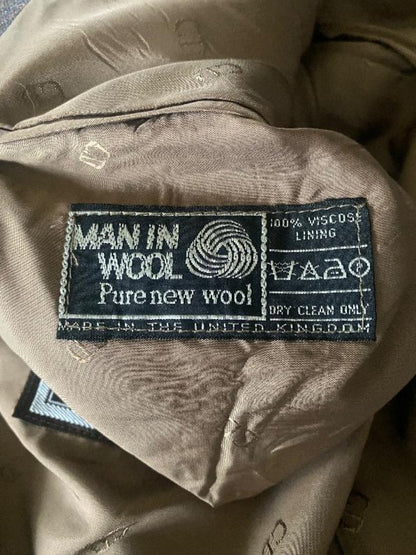 MAN IN
WOOL
Pure new wool
100% VISCOSE
LINING
DRY CLEAN ONLY
MADE IN THE UNITED KINGDOM